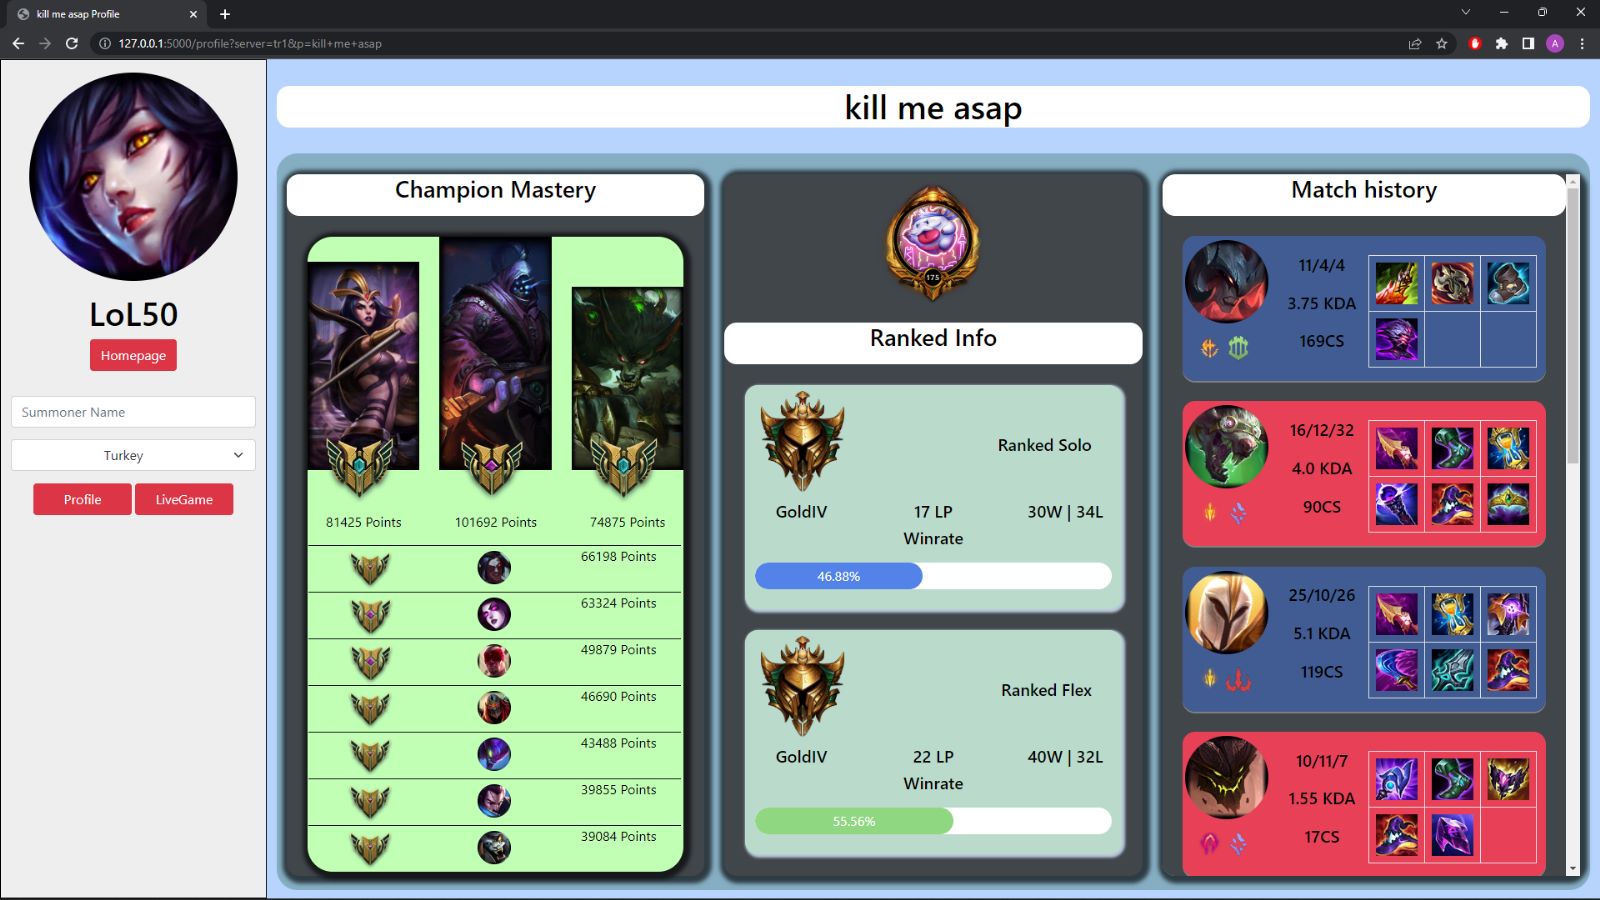 kill me asap Profile
127.0.0.1:5000/profile?server=tr1&p=kill+me+asap
A
LoL50
Homepage
Summoner Name
Turkey
Profile LiveGame
kill me asap
Champion Mastery
81425 Points 101692 Points 74875 Points
66198 Points
63324 Points
49879 Points
46690 Points
43488 Points
39855 Points
39084 Points
175
Ranked Info
Ranked Solo
GoldIV 17 LP 30W | 34L
Winrate
46.88%
Ranked Flex
GoldIV 22 LP 40W | 32L
Winrate
55.56%
Match history
11/4/4
3.75 KDA
169CS
16/12/32
4.0 KDA
90CS
25/10/26
5.1 KDA
119CS
10/11/7
1.55 KDA
17CS